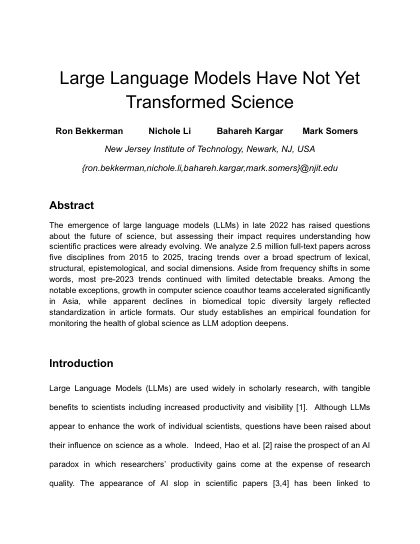 Large Language Models Have Not Yet
Transformed Science
Ron Bekkerman Nichole Li Bahareh Kargar Mark Somers
New Jersey Institute of Technology, Newark, NJ, USA
{ron.bekkerman,nichole.li,bahareh.kargar,mark.somers}@njit.edu
Abstract
The emergence of large language models (LLMs) in late 2022 has raised questions
about the future of science, but assessing their impact requires understanding how
scientific practices were already evolving. We analyze 2.5 million full-text papers across
five disciplines from 2015 to 2025, tracing trends over a broad spectrum of lexical,
structural, epistemological, and social dimensions. Aside from frequency shifts in some
words, most pre-2023 trends continued with limited detectable breaks. Among the
notable exceptions, growth in computer science coauthor teams accelerated significantly
in Asia, while apparent declines in biomedical topic diversity largely reflected
standardization in article formats. Our study establishes an empirical foundation for
monitoring the health of global science as LLM adoption deepens.
Introduction
Large Language Models (LLMs) are used widely in scholarly research, with tangible
benefits to scientists including increased productivity and visibility [1]. Although LLMs
appear to enhance the work of individual scientists, questions have been raised about
their influence on science as a whole. Indeed, Hao et al. [2] raise the prospect of an AI
paradox in which researchers’ productivity gains come at the expense of research
quality. The appearance of AI slop in scientific papers [3,4] has been linked to